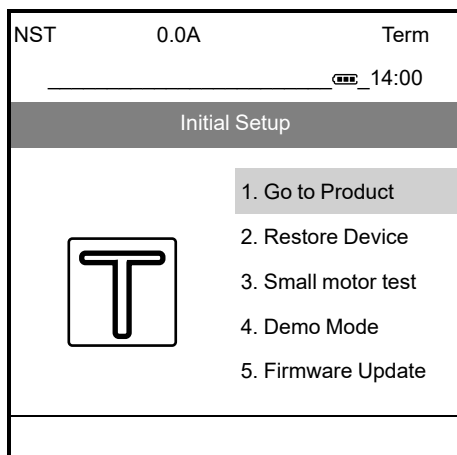 NST 0.0A Term
14:00
Initial Setup
1. Go to Product
2. Restore Device
3. Small motor test
4. Demo Mode
5. Firmware Update
T